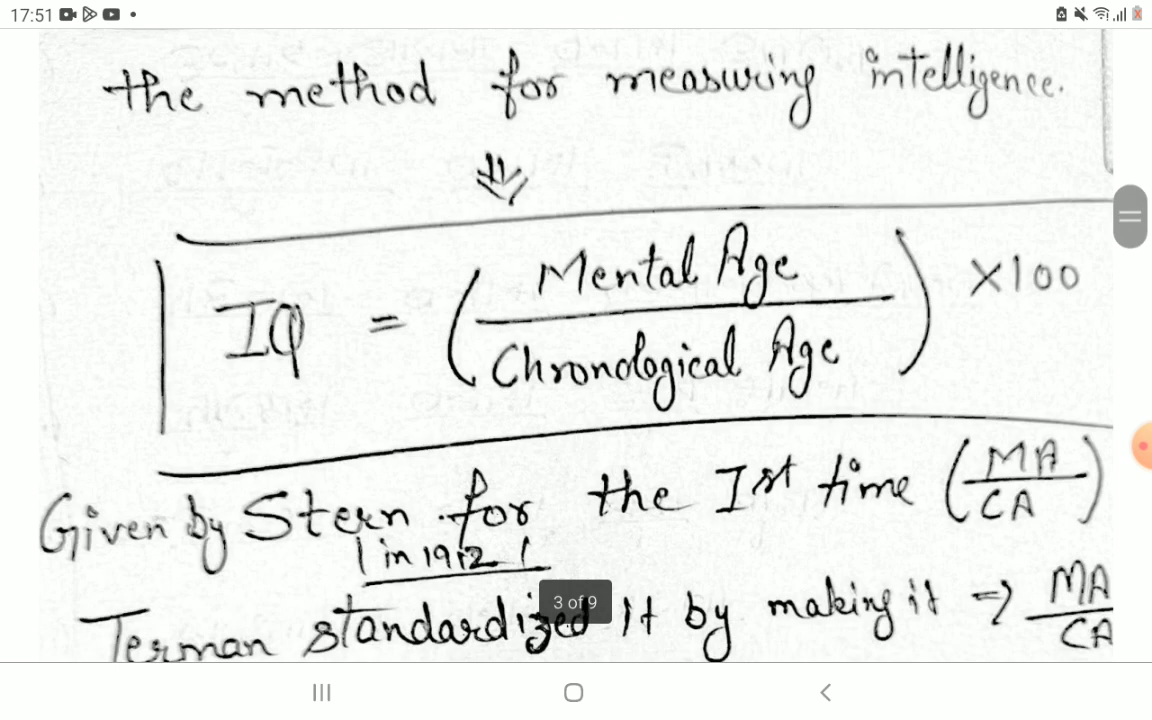 17:51
the method for measuring intelligence.
IQ = (Mental Age / Chronological Age) ×100
Given by Stern for the Ist time (MA / CA)
in 1912
3 of 9
Terman standardized it by making it => MA / CA